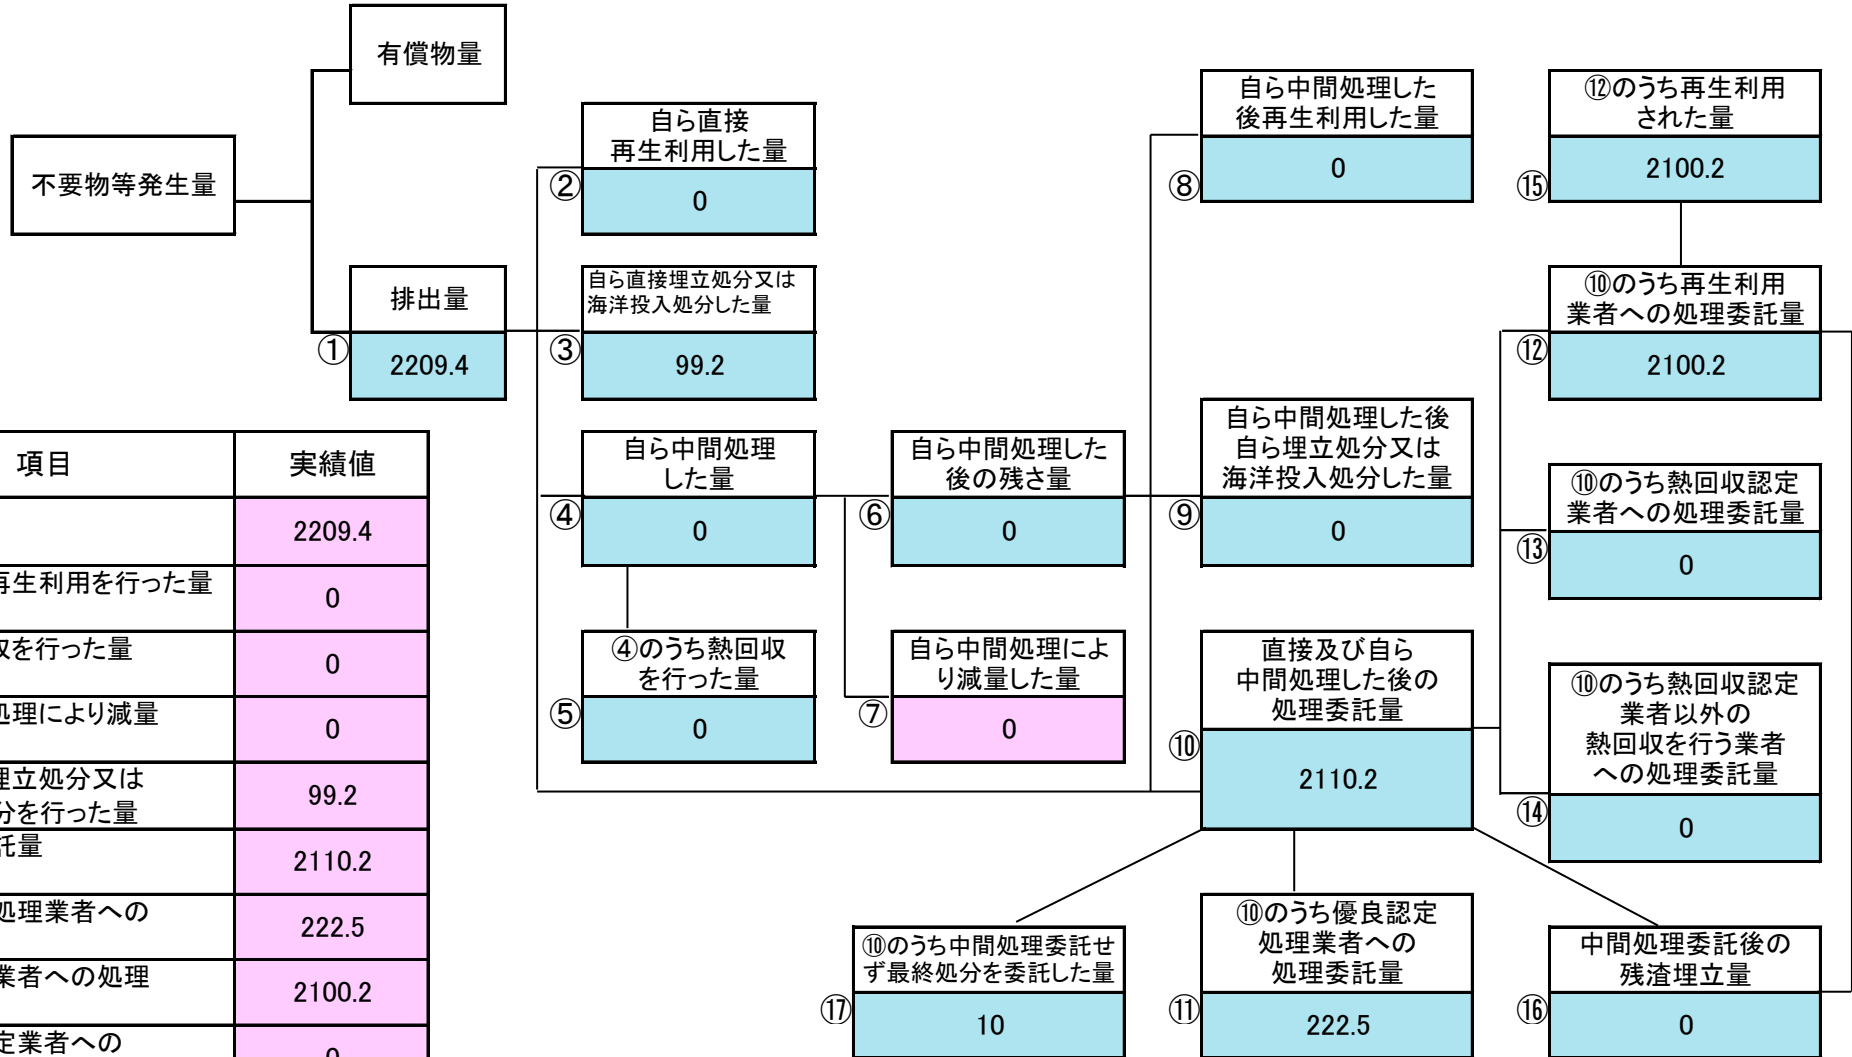 有償物量
不要物等発生量
排出量
①
2209.4
自ら直接
再生利用した量
②
0
自ら直接埋立処分又は
海洋投入処分した量
③
99.2
自ら中間処理
した量
④
0
④のうち熱回収
を行った量
⑤
0
自ら中間処理した
後の残さ量
⑥
0
自ら中間処理によ
り減量した量
⑦
0
自ら中間処理した
後再生利用した量
⑧
0
自ら中間処理した後
自ら埋立処分又は
海洋投入処分した量
⑨
0
直接及び自ら
中間処理した後の
処理委託量
⑩
2110.2
⑫のうち再生利用
された量
⑮
2100.2
⑩のうち再生利用
業者への処理委託量
⑫
2100.2
⑩のうち熱回収認定
業者への処理委託量
⑬
0
⑩のうち熱回収認定
業者以外の
熱回収を行う業者
への処理委託量
⑭
0
⑩のうち中間処理委託せ
ず最終処分を委託した量
⑰
10
⑩のうち優良認定
処理業者への
処理委託量
⑪
222.5
中間処理委託後の
残渣埋立量
⑯
0
項目 実績値
2209.4
再生利用を行った量 0
を行った量 0
処理により減量 0
埋立処分又は
分を行った量 99.2
託量 2110.2
処理業者への 222.5
業者への処理 2100.2
定業者への 0